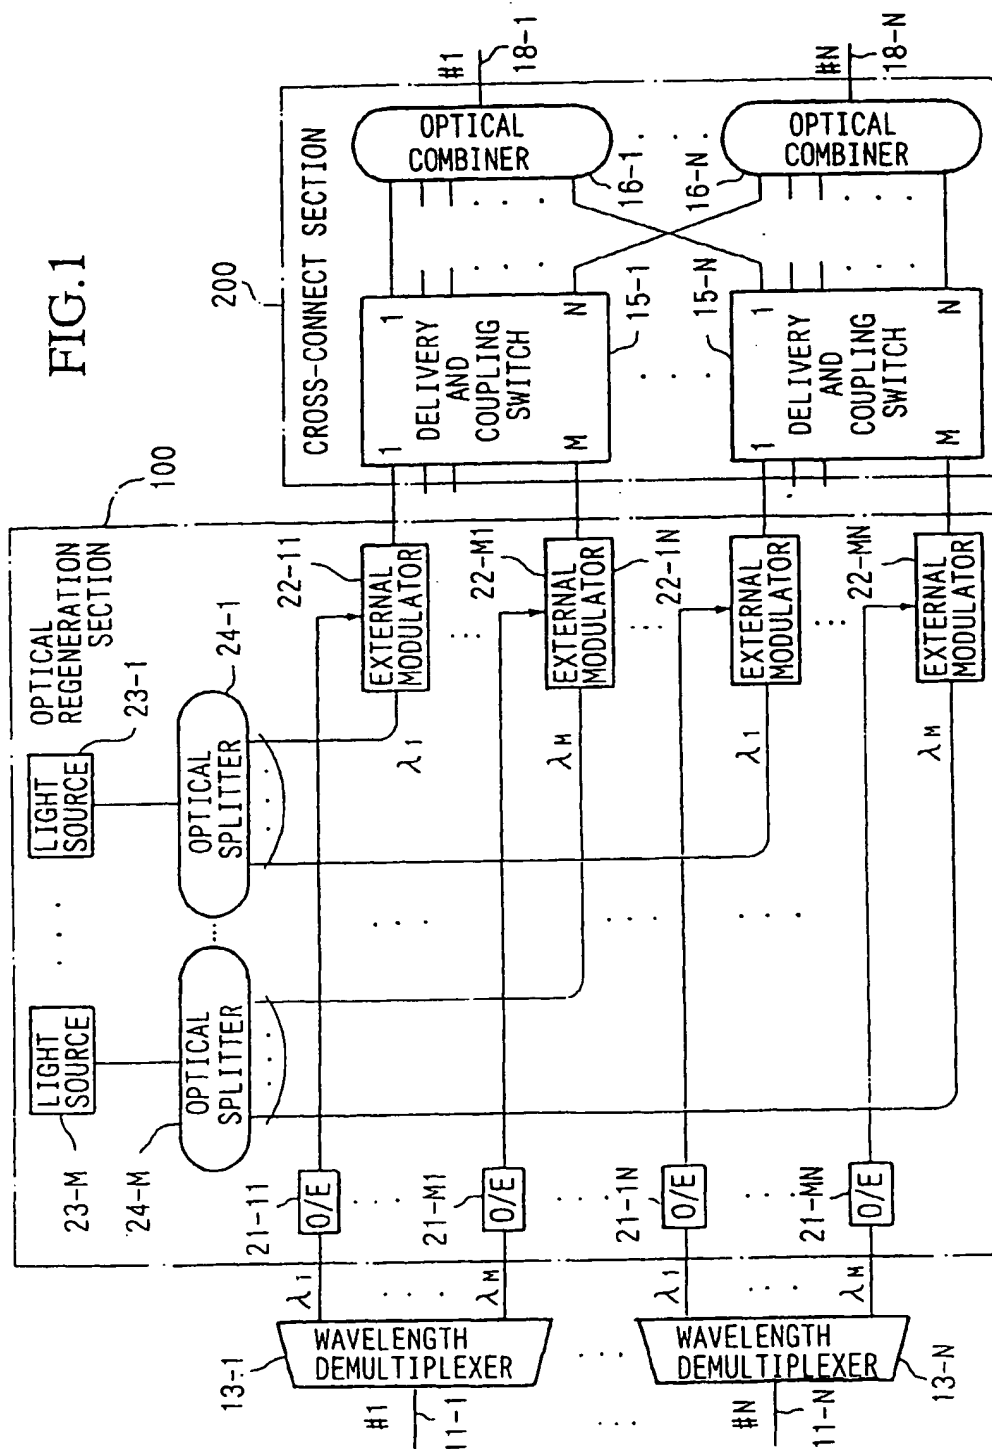 FIG.1
100
200
OPTICAL
REGENERATION
SECTION
CROSS-CONNECT SECTION
LIGHT
SOURCE
23-M
LIGHT
SOURCE
23-1
OPTICAL
SPLITTER
24-M
OPTICAL
SPLITTER
24-1
#1
11-1
13-1
WAVELENGTH
DEMULTIPLEXER
λ1
λM
21-11
O/E
21-M1
O/E
λ1
22-11
EXTERNAL
MODULATOR
λM
22-M1
EXTERNAL
MODULATOR
1
1
DELIVERY
AND
COUPLING
SWITCH
M
N
15-1
OPTICAL
COMBINER
16-1
#1
18-1
#N
11-N
13-N
WAVELENGTH
DEMULTIPLEXER
λ1
λM
21-1N
O/E
21-MN
O/E
λ1
22-1N
EXTERNAL
MODULATOR
λM
22-MN
EXTERNAL
MODULATOR
15-N
1
1
DELIVERY
AND
COUPLING
SWITCH
M
N
16-N
OPTICAL
COMBINER
#N
18-N